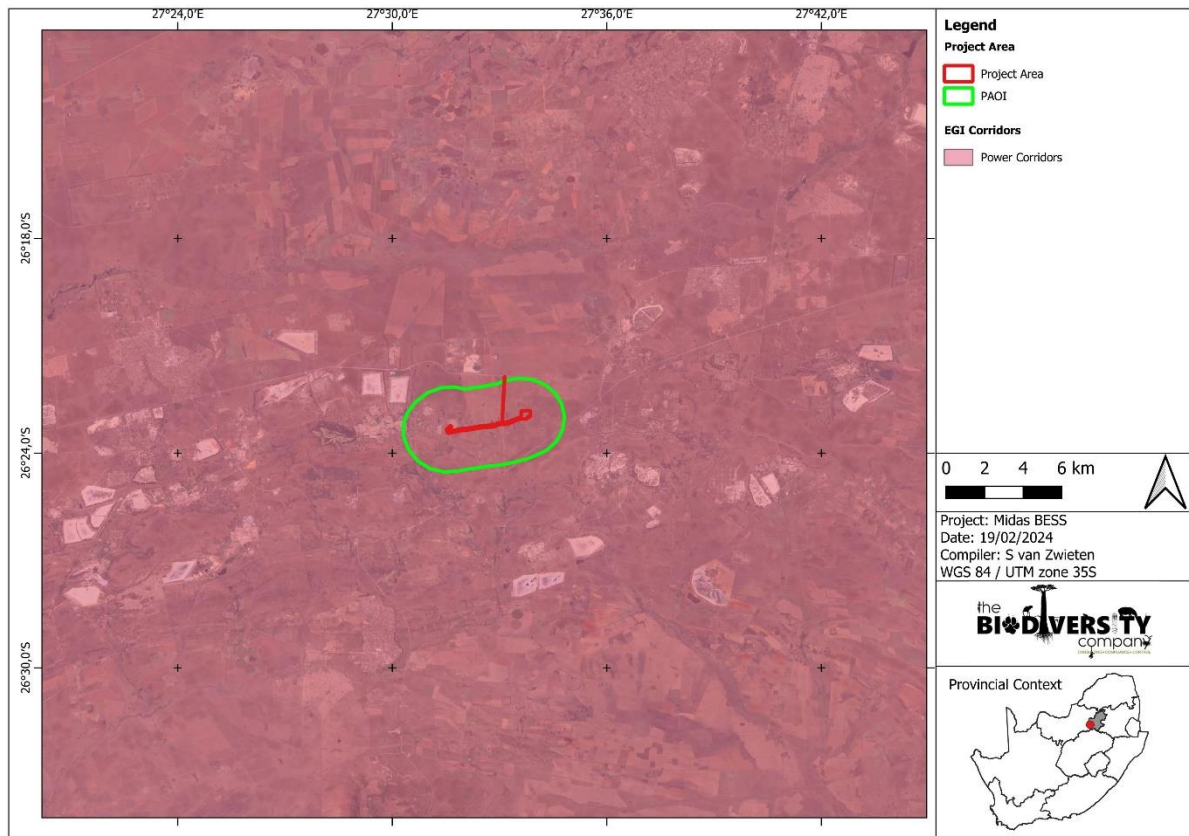 27°24,0'E
27°30,0'E
27°36,0'E
27°42,0'E
26°18,0'S
26°24,0'S
26°30,0'S
Legend
Project Area
Project Area
PAOI
EGI Corridors
Power Corridors
0 2 4 6 km
Project: Midas BESS
Date: 19/02/2024
Compiler: S van Zwieten
WGS 84 / UTM zone 35S
the
BIODIVERSITY
company
Provincial Context